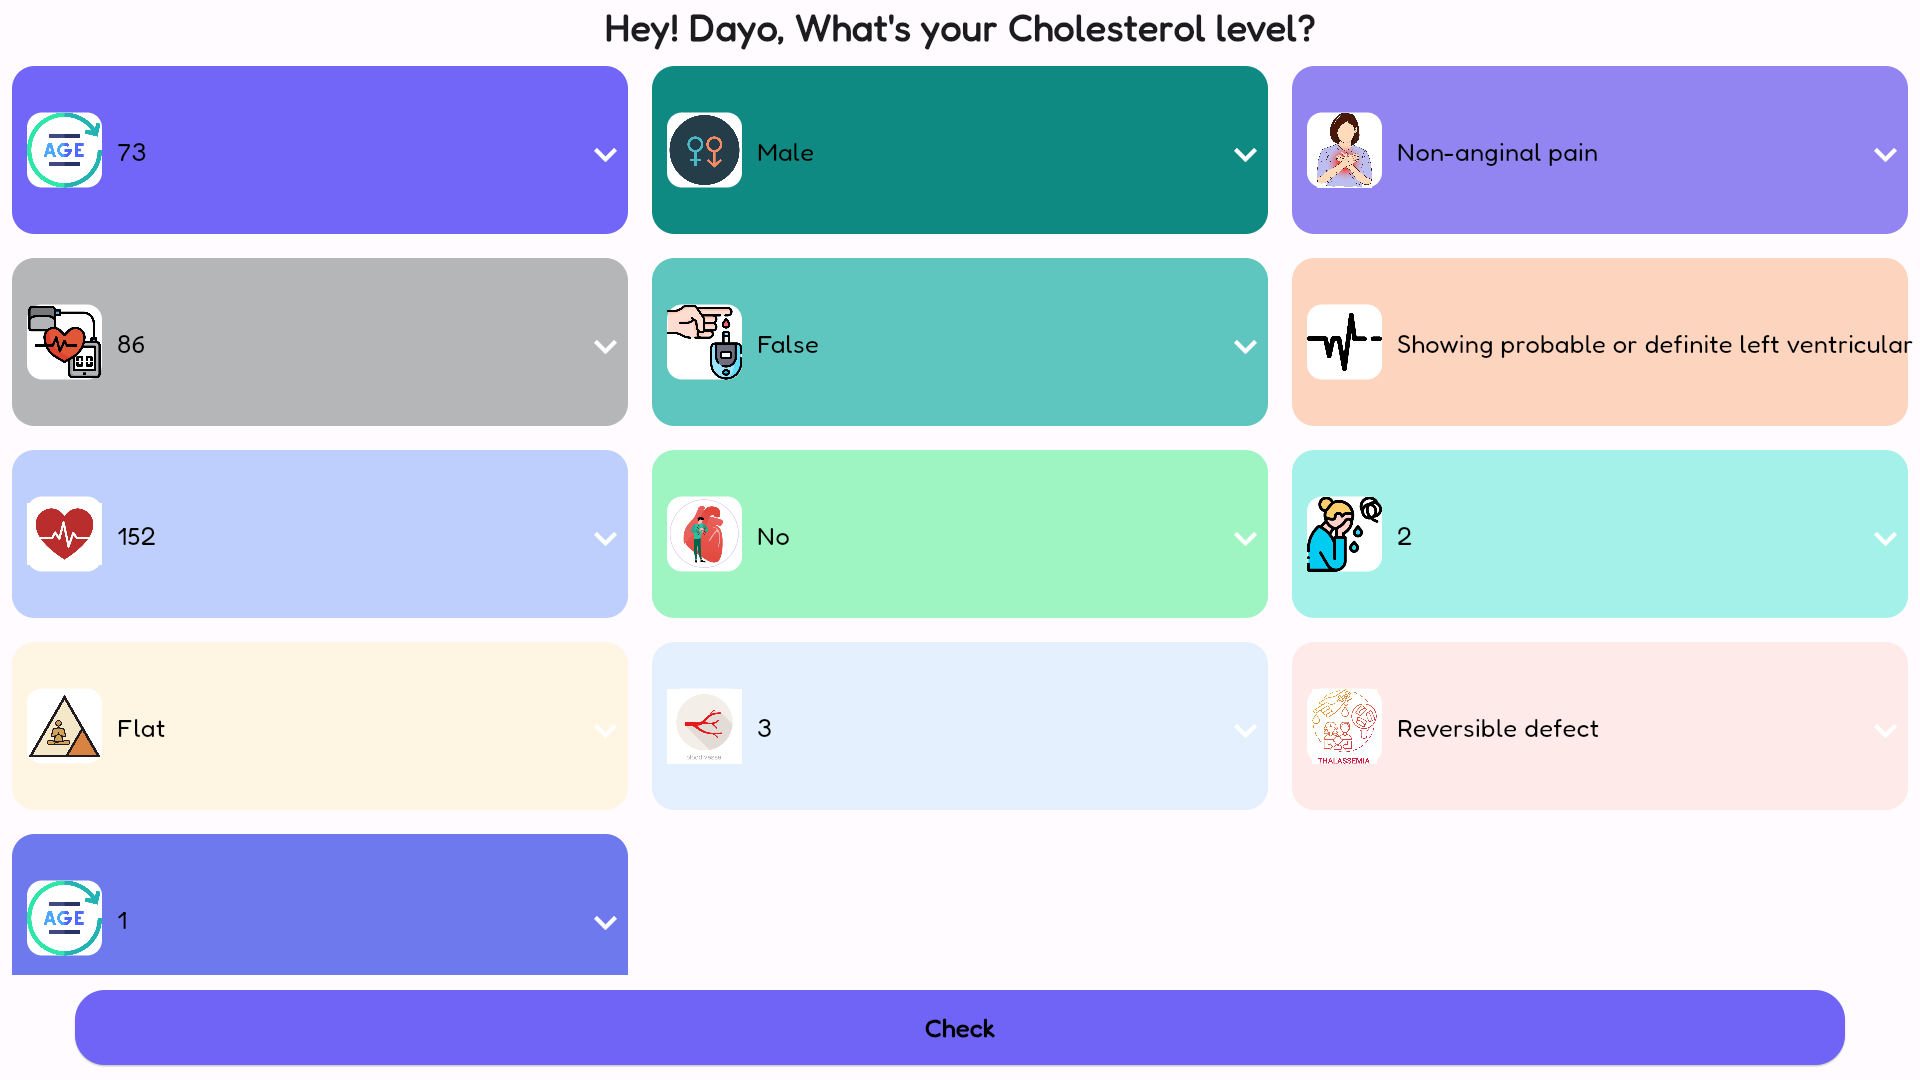 Hey! Dayo, What's your Cholesterol level?
AGE
73
Male
Non-anginal pain
86
False
Showing probable or definite left ventricular
152
No
2
Flat
3
THALASSEMIA
Reversible defect
AGE
1
Check